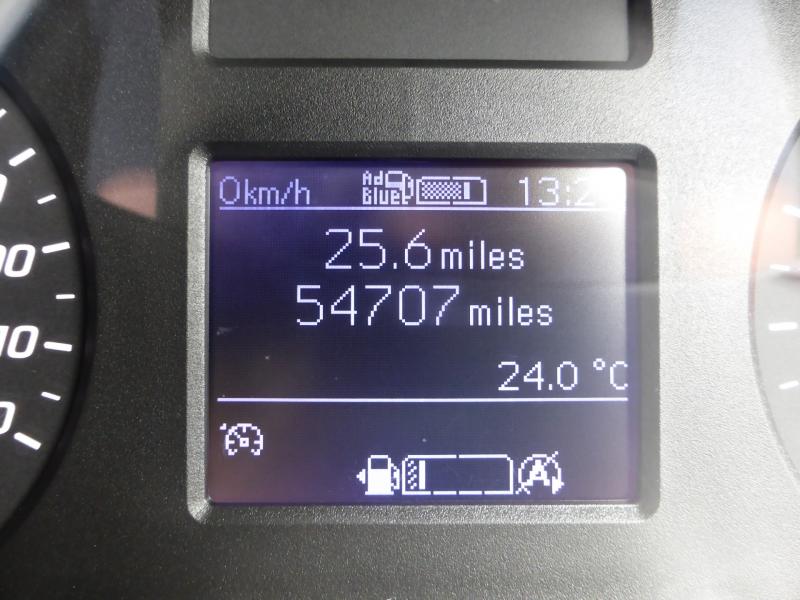 0km/h Ad Blue
25.6 miles
54707 miles
24.0 °C
A